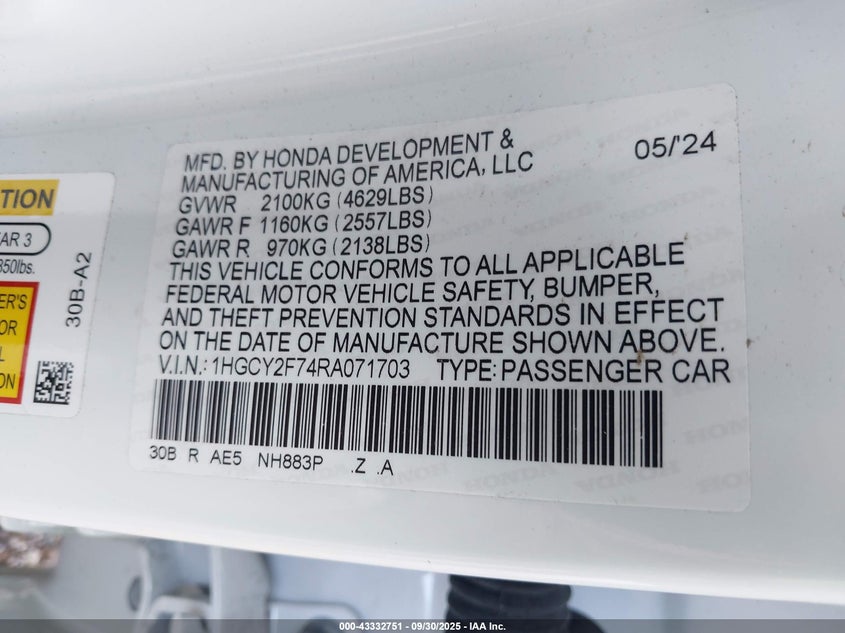 MFD. BY HONDA DEVELOPMENT &
MANUFACTURING OF AMERICA, LLC
05/'24
GVWR 2100KG (4629LBS)
GAWR F 1160KG (2557LBS)
GAWR R 970KG (2138LBS)
THIS VEHICLE CONFORMS TO ALL APPLICABLE
FEDERAL MOTOR VEHICLE SAFETY, BUMPER,
AND THEFT PREVENTION STANDARDS IN EFFECT
ON THE DATE OF MANUFACTURE SHOWN ABOVE.
V.I.N.: 1HGCY2F74RA071703 TYPE: PASSENGER CAR
30B R AE5 NH883P .Z .A
30B-A2
3
850lbs.
000-43332751 - 09/30/2025 - IAA Inc.